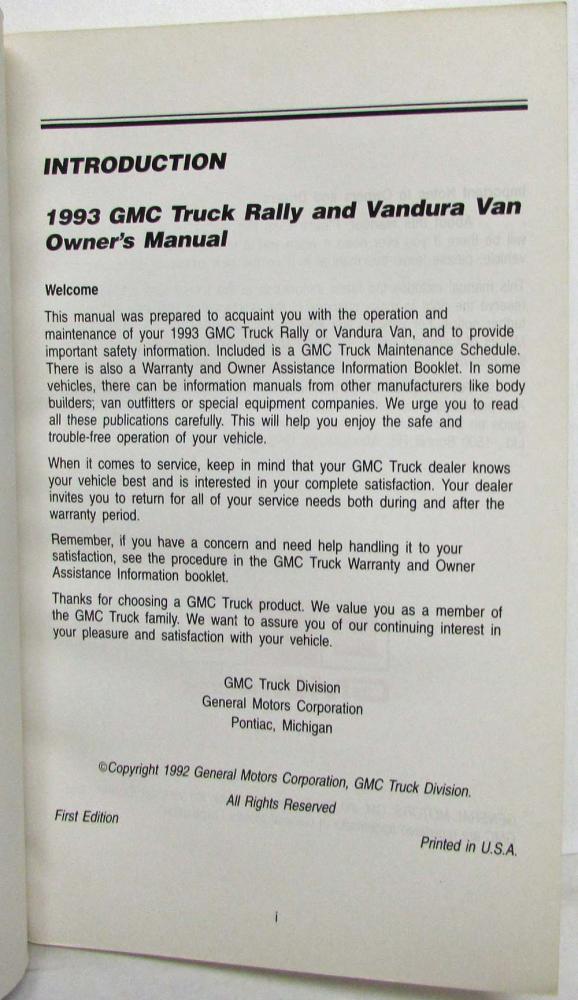 INTRODUCTION
1993 GMC Truck Rally and Vandura Van
Owner's Manual
Welcome
This manual was prepared to acquaint you with the operation and
maintenance of your 1993 GMC Truck Rally or Vandura Van, and to provide
important safety information. Included is a GMC Truck Maintenance Schedule.
There is also a Warranty and Owner Assistance Information Booklet. In some
vehicles, there can be information manuals from other manufacturers like body
builders, van outfitters or special equipment companies. We urge you to read
all these publications carefully. This will help you enjoy the safe and
trouble-free operation of your vehicle.
When it comes to service, keep in mind that your GMC Truck dealer knows
your vehicle best and is interested in your complete satisfaction. Your dealer
invites you to return for all of your service needs both during and after the
warranty period.
Remember, if you have a concern and need help handling it to your
satisfaction, see the procedure in the GMC Truck Warranty and Owner
Assistance Information booklet.
Thanks for choosing a GMC Truck product. We value you as a member of
the GMC Truck family. We want to assure you of our continuing interest in
your pleasure and satisfaction with your vehicle.
GMC Truck Division
General Motors Corporation
Pontiac, Michigan
©Copyright 1992 General Motors Corporation, GMC Truck Division.
All Rights Reserved
First Edition
Printed in U.S.A.
i